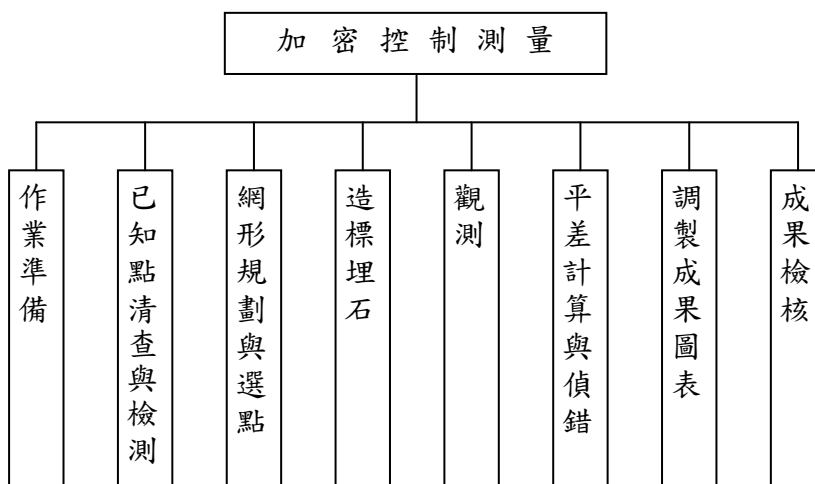 加密控制測量
作業準備
已知點清查與檢測
網形規劃與選點
造標埋石
觀測
平差計算與偵錯
調製成果圖表
成果檢核